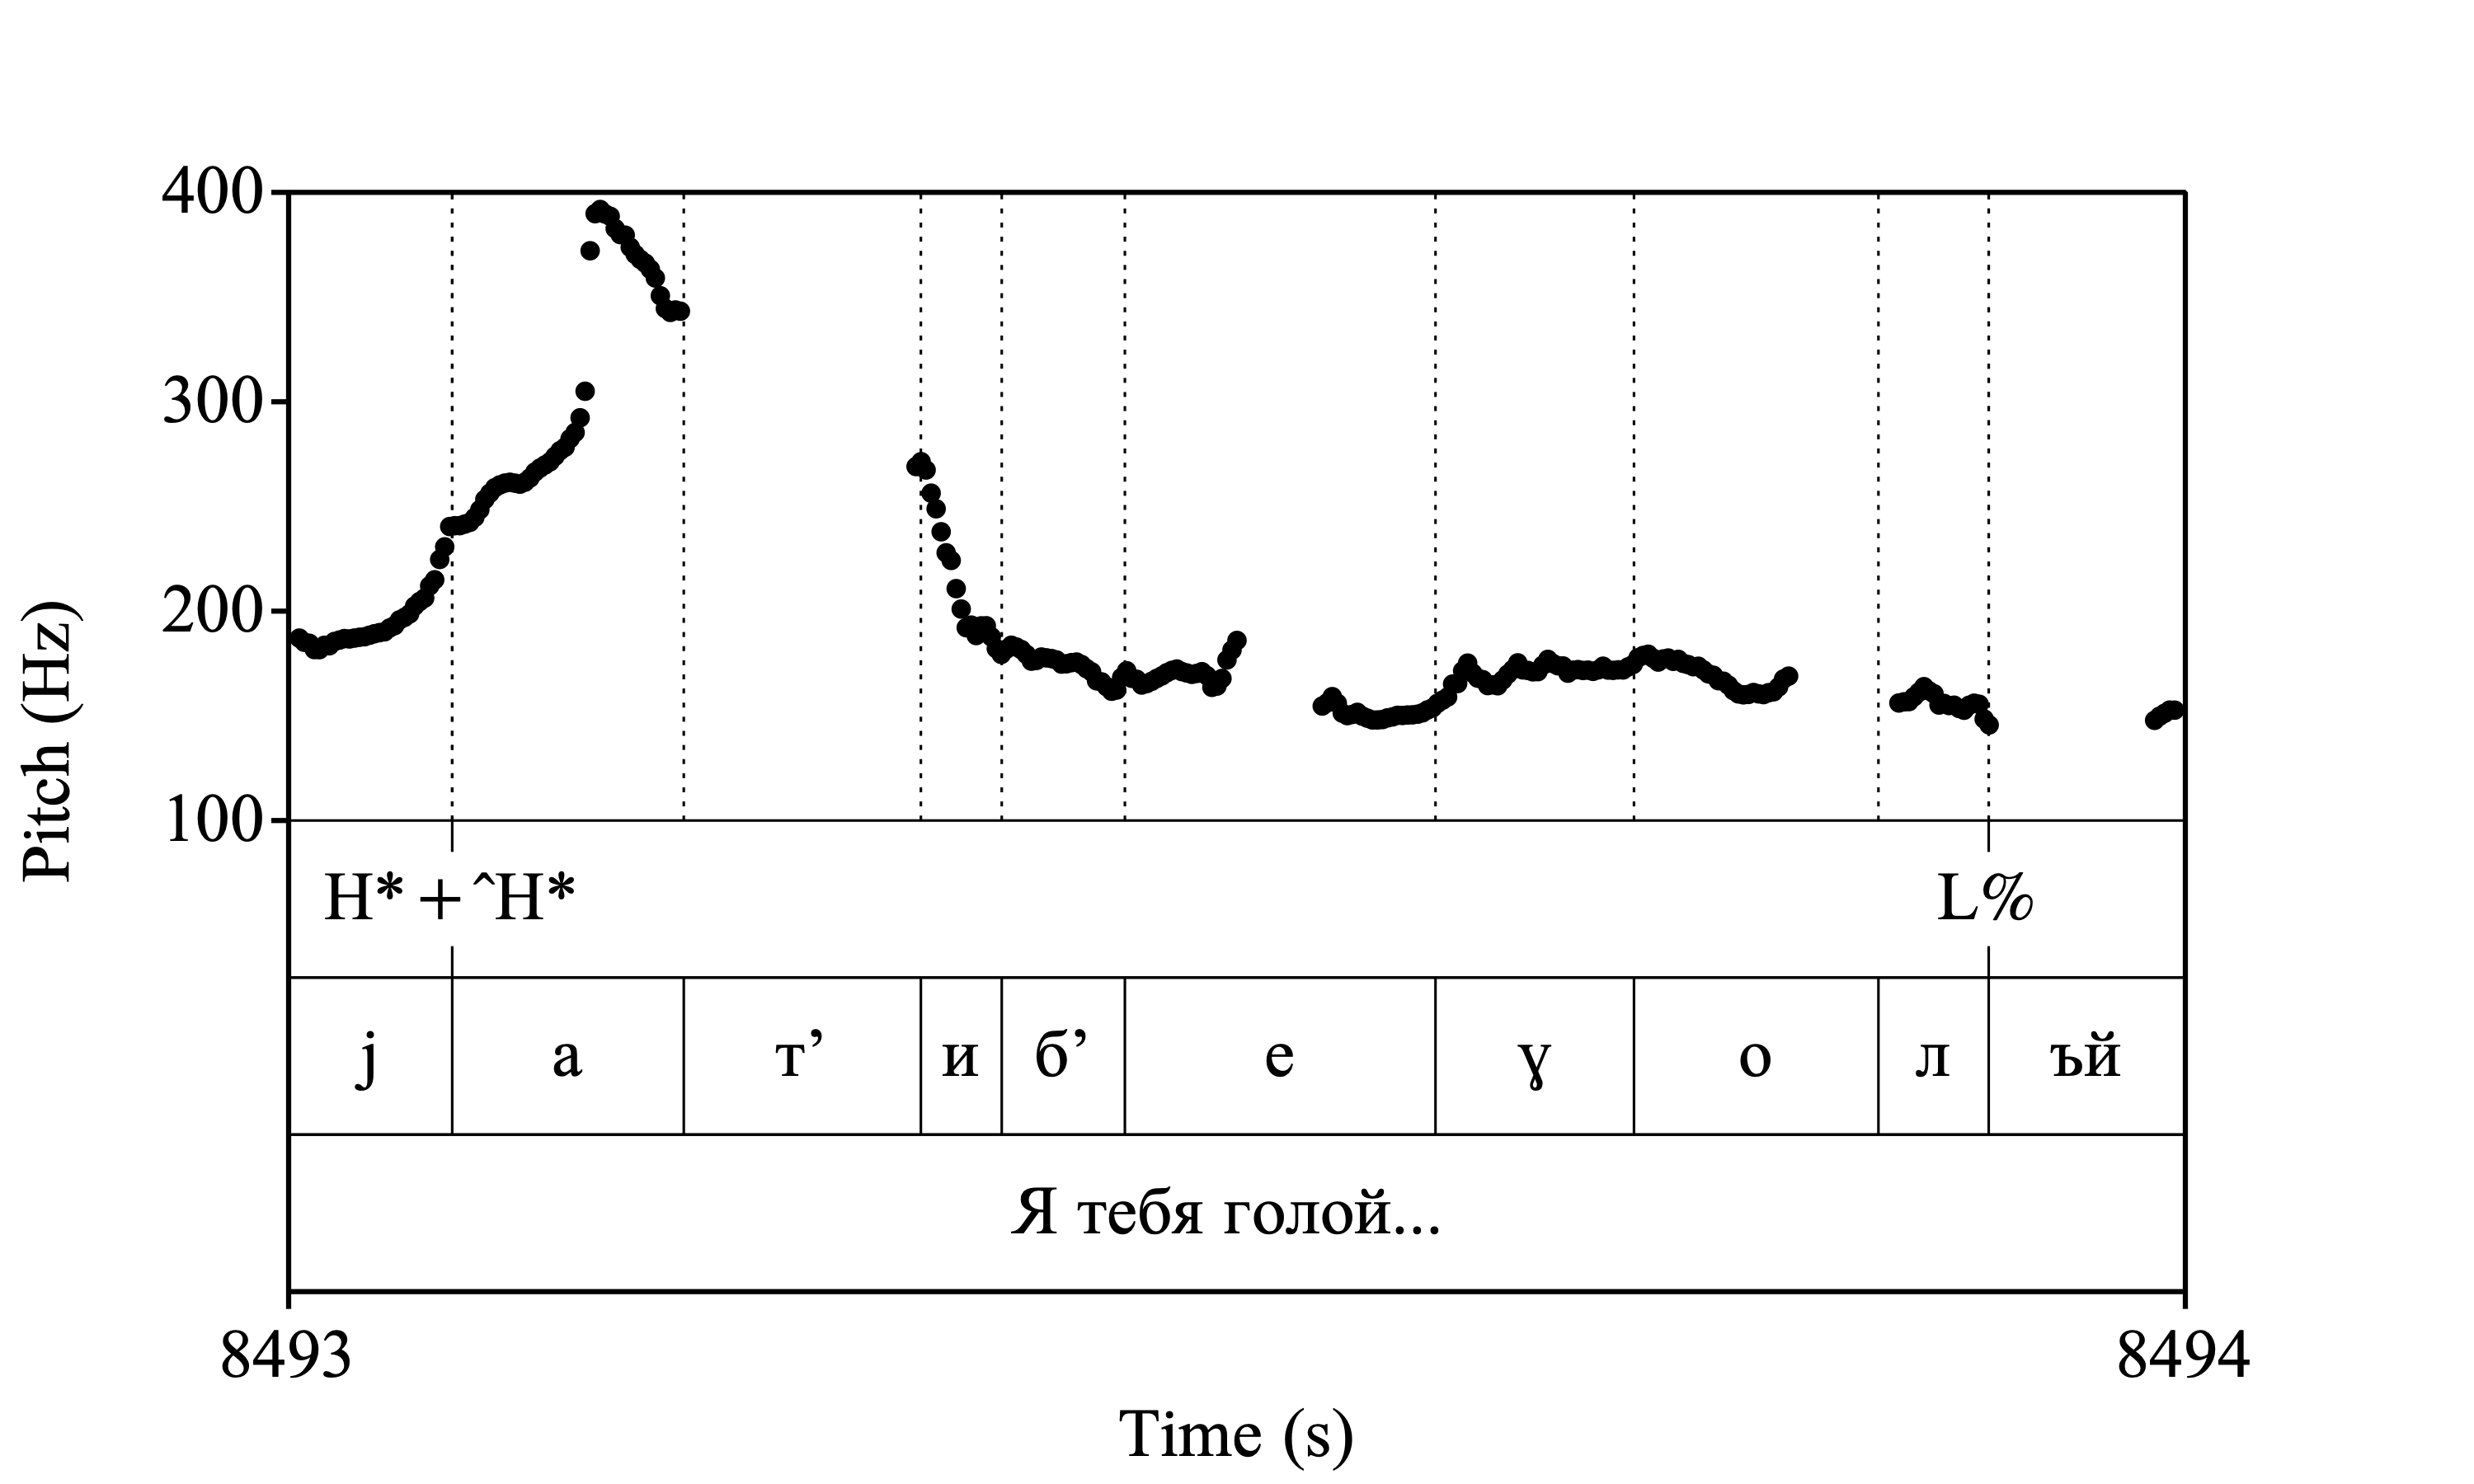 400
300
200
100
Pitch (Hz)
H* + ^H* L%
j а т’ и б’ е ɣ о л ъй
Я тебя голой...
8493 8494
Time (s)